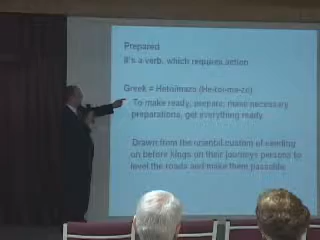 Prepared
It's a verb, which requires action
Greek = Hetoimazo (He-toi-ma-zo)
To make ready, prepare, make necessary
preparations, get everything ready
Drawn from the oriental custom of sending
on before kings on their journeys persons to
level the roads and make them passable